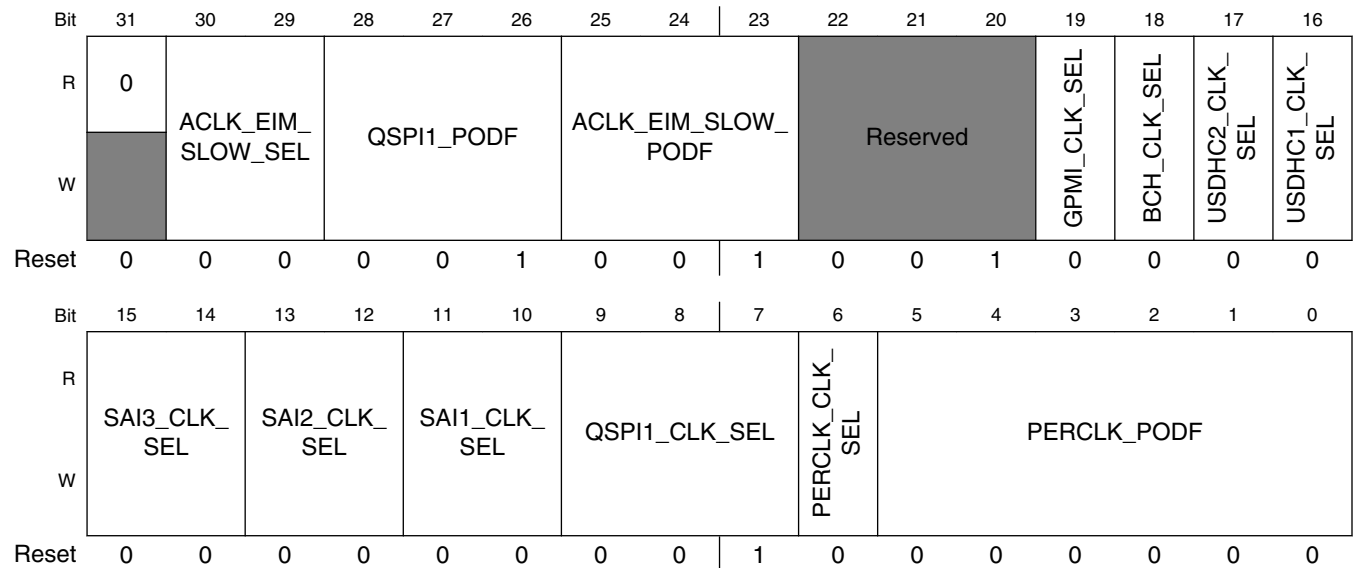 Bit 31 30 29 28 27 26 25 24 23 22 21 20 19 18 17 16
R 0
ACLK_EIM_
SLOW_SEL
QSPI1_PODF
ACLK_EIM_SLOW_
PODF
Reserved
GPMI_CLK_SEL
BCH_CLK_SEL
USDHC2_CLK_
SEL
USDHC1_CLK_
SEL
W
Reset 0 0 0 0 0 1 0 0 1 0 0 1 0 0 0 0
Bit 15 14 13 12 11 10 9 8 7 6 5 4 3 2 1 0
R
SAI3_CLK_
SEL
SAI2_CLK_
SEL
SAI1_CLK_
SEL
QSPI1_CLK_SEL
PERCLK_CLK_
SEL
PERCLK_PODF
W
Reset 0 0 0 0 0 0 0 0 1 0 0 0 0 0 0 0